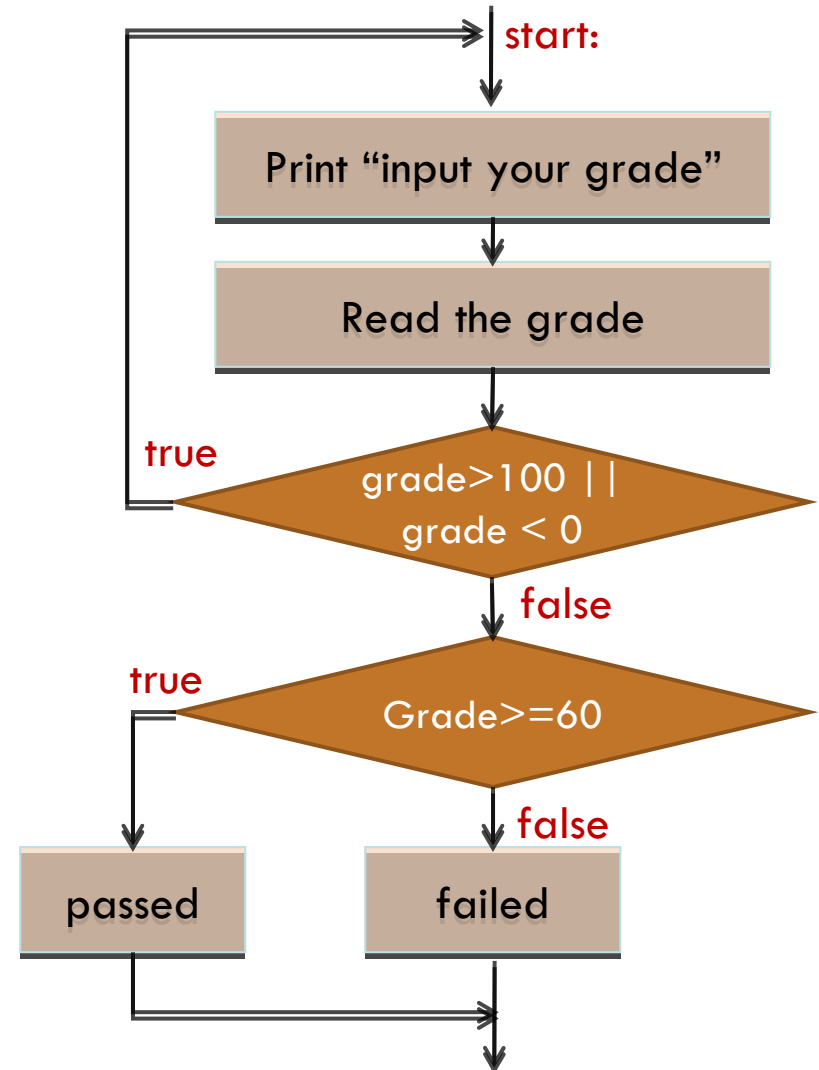 start:
Print “input your grade”
Read the grade
true
grade>100 ||
grade < 0
false
true
Grade>=60
false
passed
failed